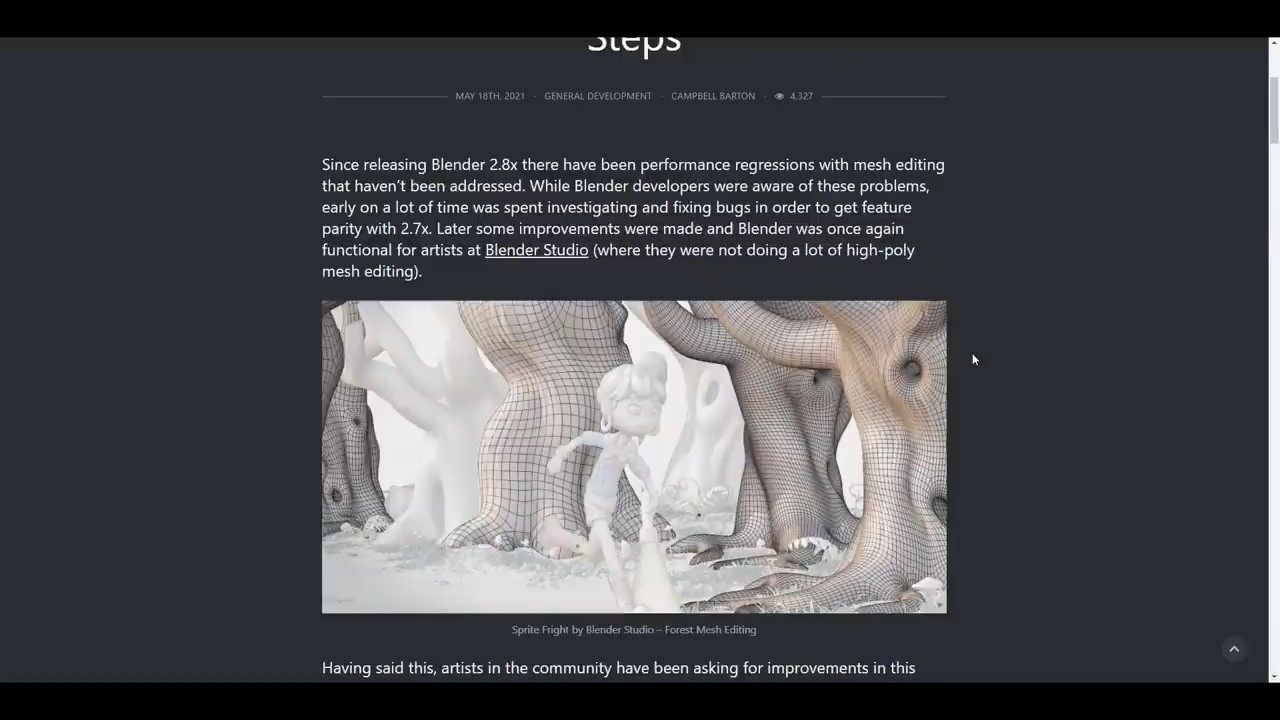 Steps
MAY 18TH, 2021 · GENERAL DEVELOPMENT · CAMPBELL BARTON · 4,327
Since releasing Blender 2.8x there have been performance regressions with mesh editing
that haven't been addressed. While Blender developers were aware of these problems,
early on a lot of time was spent investigating and fixing bugs in order to get feature
parity with 2.7x. Later some improvements were made and Blender was once again
functional for artists at Blender Studio (where they were not doing a lot of high-poly
mesh editing).
Sprite Fright by Blender Studio – Forest Mesh Editing
Having said this, artists in the community have been asking for improvements in this